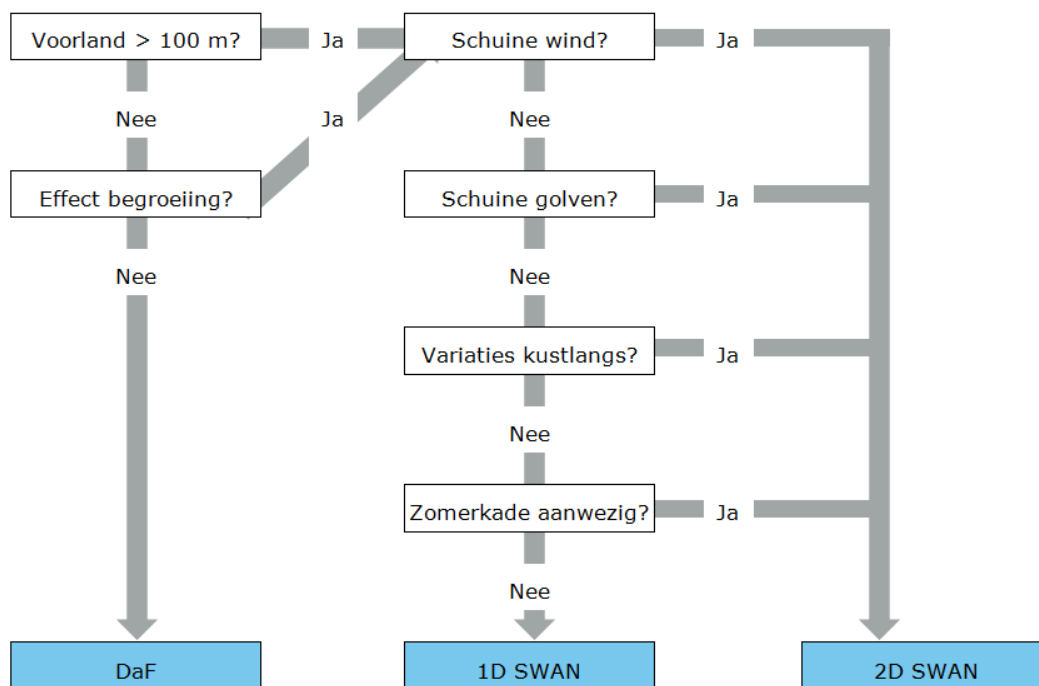 Voorland > 100 m?
Ja
Schuine wind?
Ja
Nee
Ja
Nee
Effect begroeiing?
Schuine golven?
Ja
Nee
Nee
Variaties kustlangs?
Ja
Nee
Zomerkade aanwezig?
Ja
Nee
DaF
1D SWAN
2D SWAN